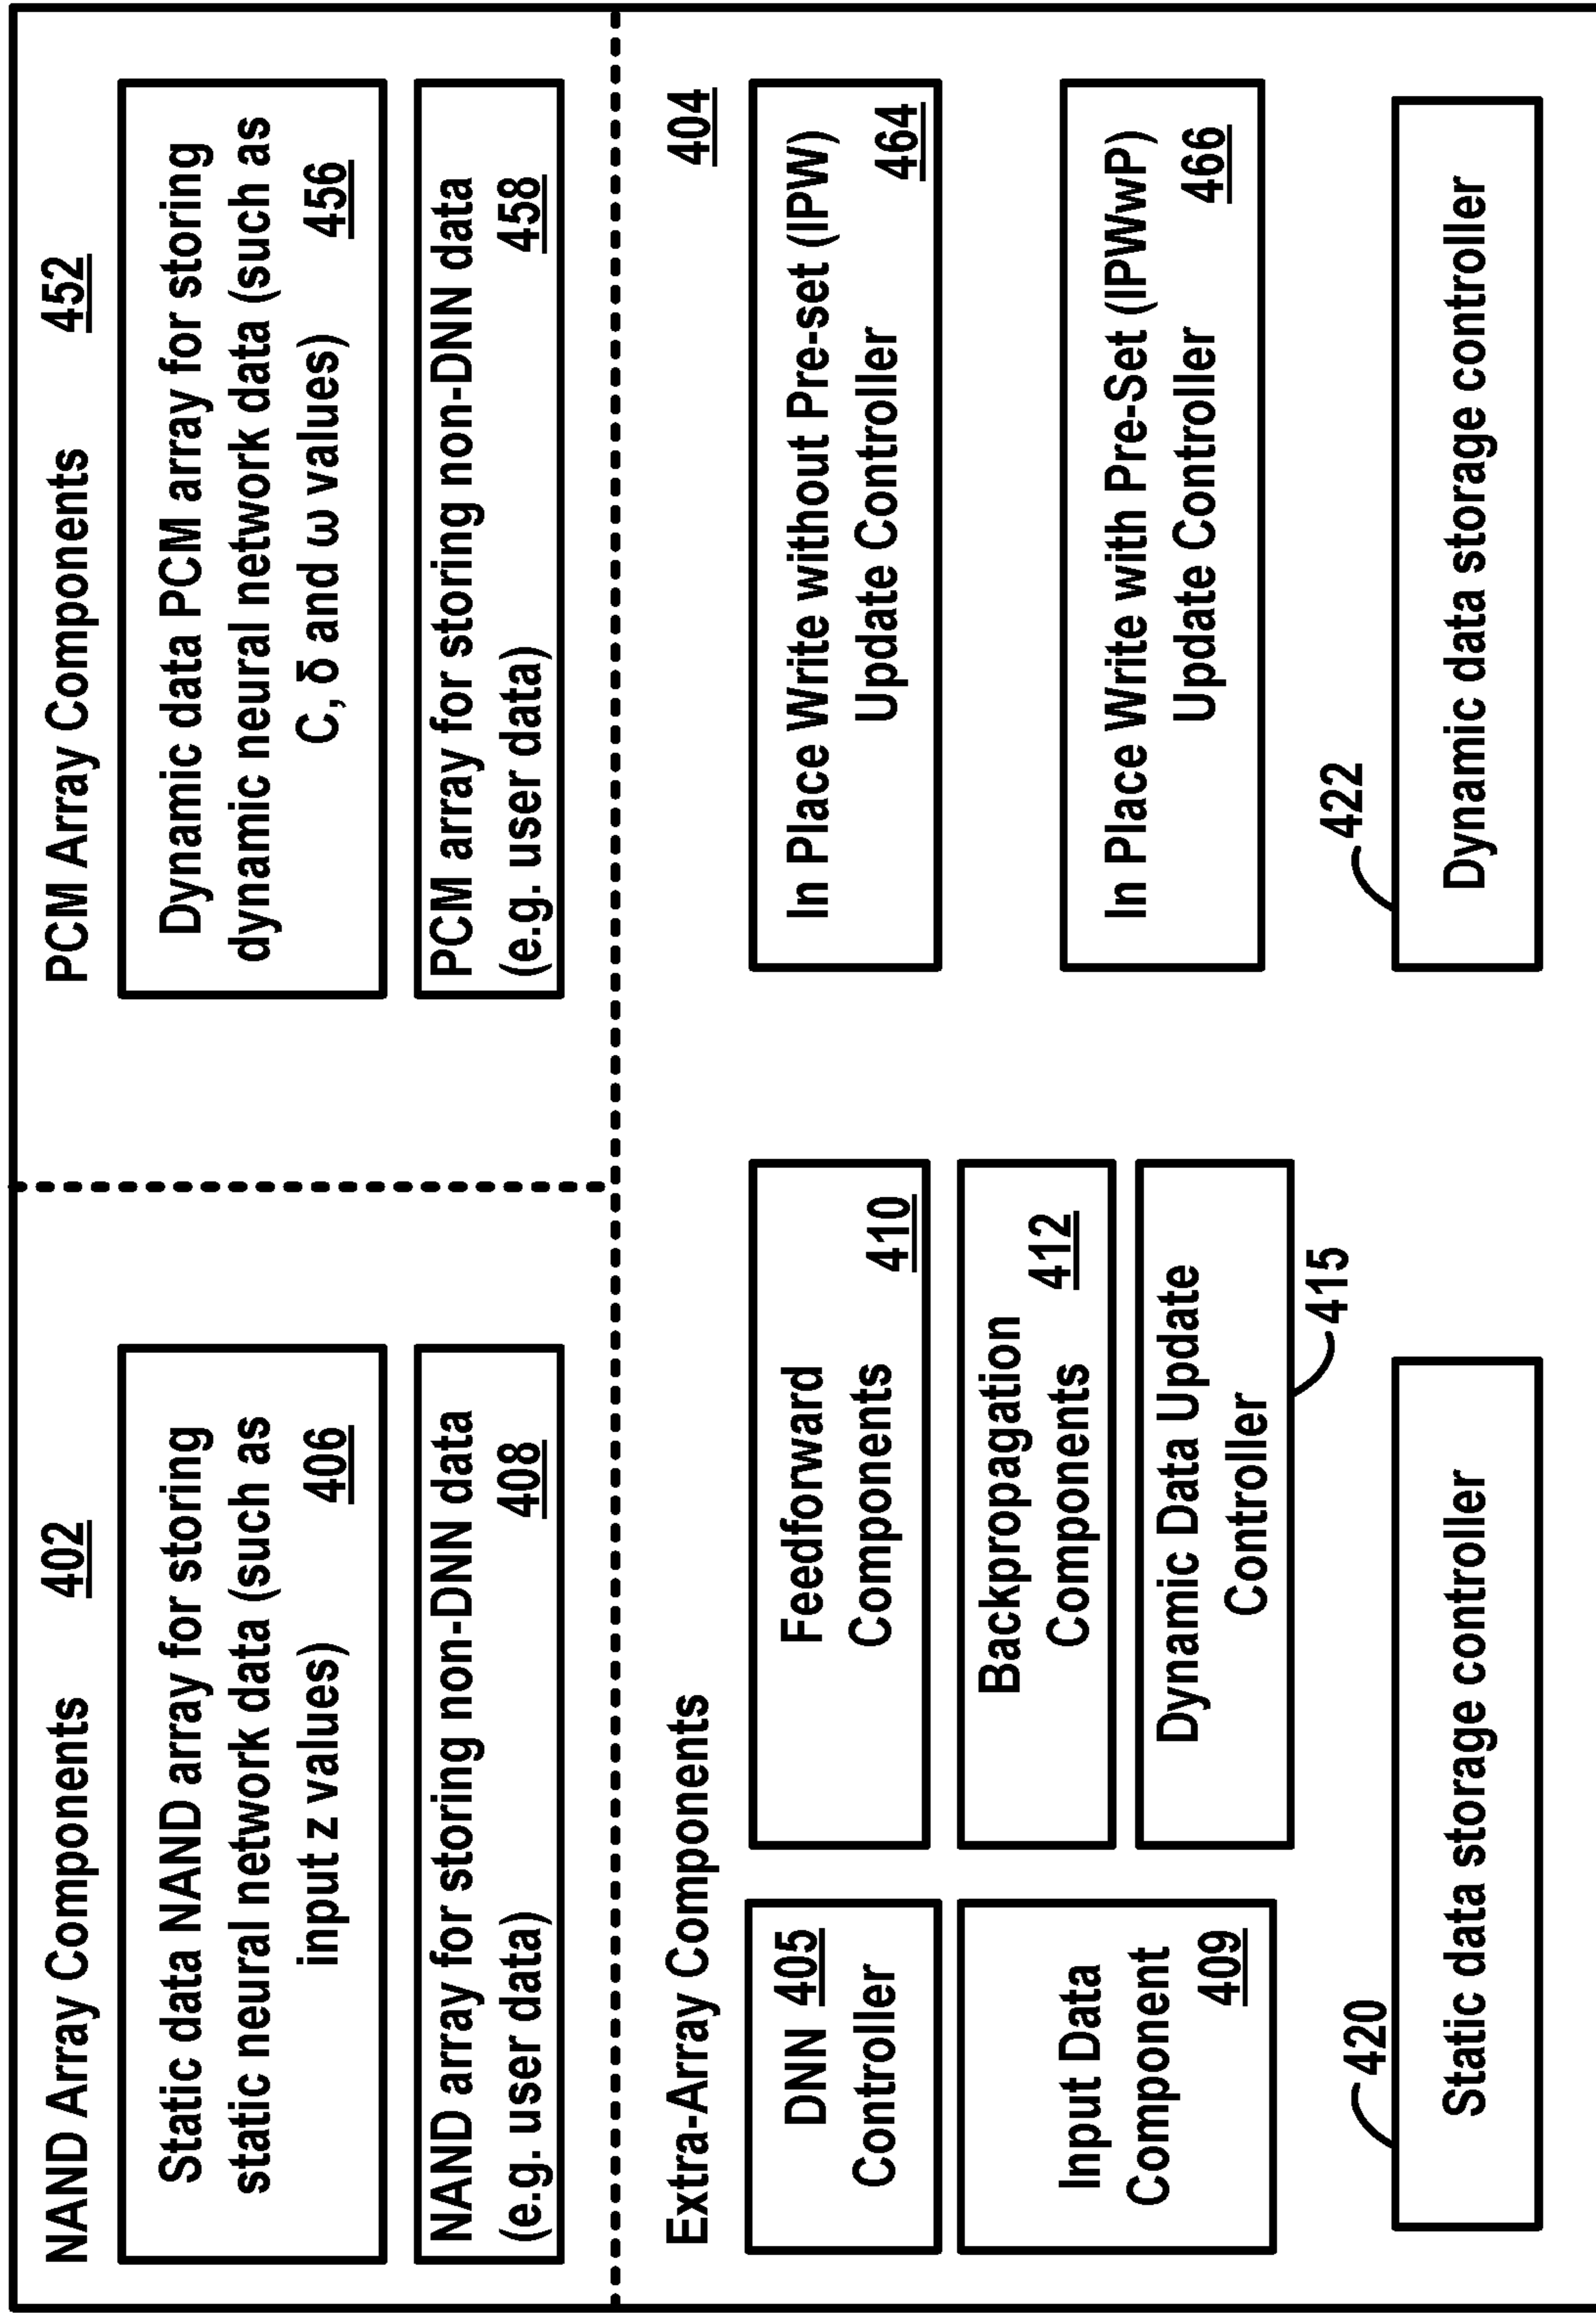 NAND Array Components 402
Static data NAND array for storing
static neural network data (such as
input z values) 406
NAND array for storing non-DNN data
(e.g. user data) 408
PCM Array Components 452
Dynamic data PCM array for storing
dynamic neural network data (such as
C, δ and ω values) 456
PCM array for storing non-DNN data
(e.g. user data) 458
Extra-Array Components 404
DNN 405
Controller
Input Data
Component 409
Feedforward
Components 410
Backpropagation
Components 412
Dynamic Data Update
Controller
415
In Place Write without Pre-set (IPW)
Update Controller 464
In Place Write with Pre-Set (IPWwP)
Update Controller 466
420
Static data storage controller
422
Dynamic data storage controller